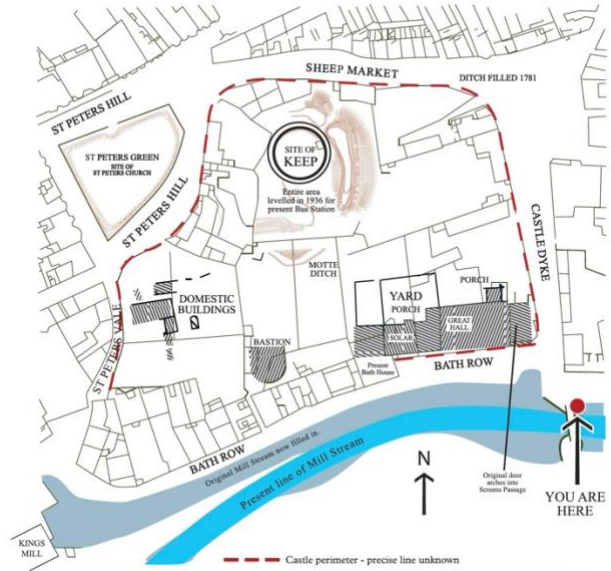 SHEEP MARKET
DITCH FILLED 1781
ST PETERS HILL
ST PETERS GREEN
SITE OF
ST PETERS CHURCH
ST PETERS HILL
SITE OF
KEEP
Entire area
levelled in 1936 for
present Bus Station
CASTLE DYKE
MOTTE
DITCH
DOMESTIC
BUILDINGS
YARD
PORCH
PORCH
GREAT
HALL
SOLAR
ST PETERS VALE
BASTION
Present
Bath House
BATH ROW
BATH ROW
Original Mill Stream now filled in.
Present line of Mill Stream
N
Original door
arches into
Screens Passage
YOU ARE
HERE
KINGS
MILL
Castle perimeter - precise line unknown